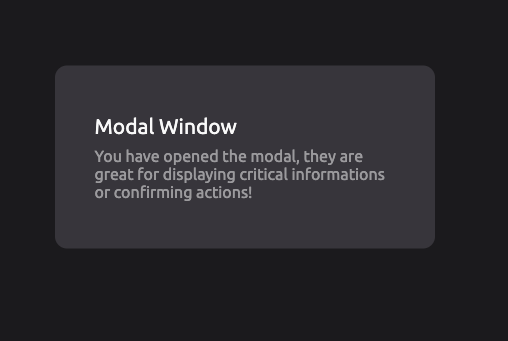 Modal Window
You have opened the modal, they are
great for displaying critical informations
or confirming actions!